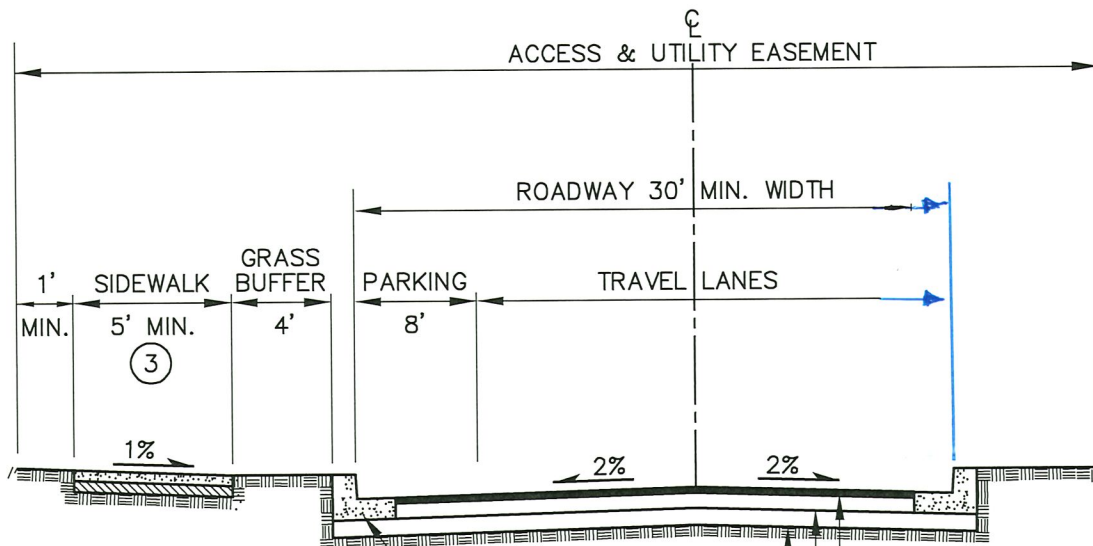 ℄
ACCESS & UTILITY EASEMENT
ROADWAY 30' MIN. WIDTH
1' SIDEWALK GRASS BUFFER PARKING TRAVEL LANES
MIN. 5' MIN. 4' 8'
3
1% 2% 2%